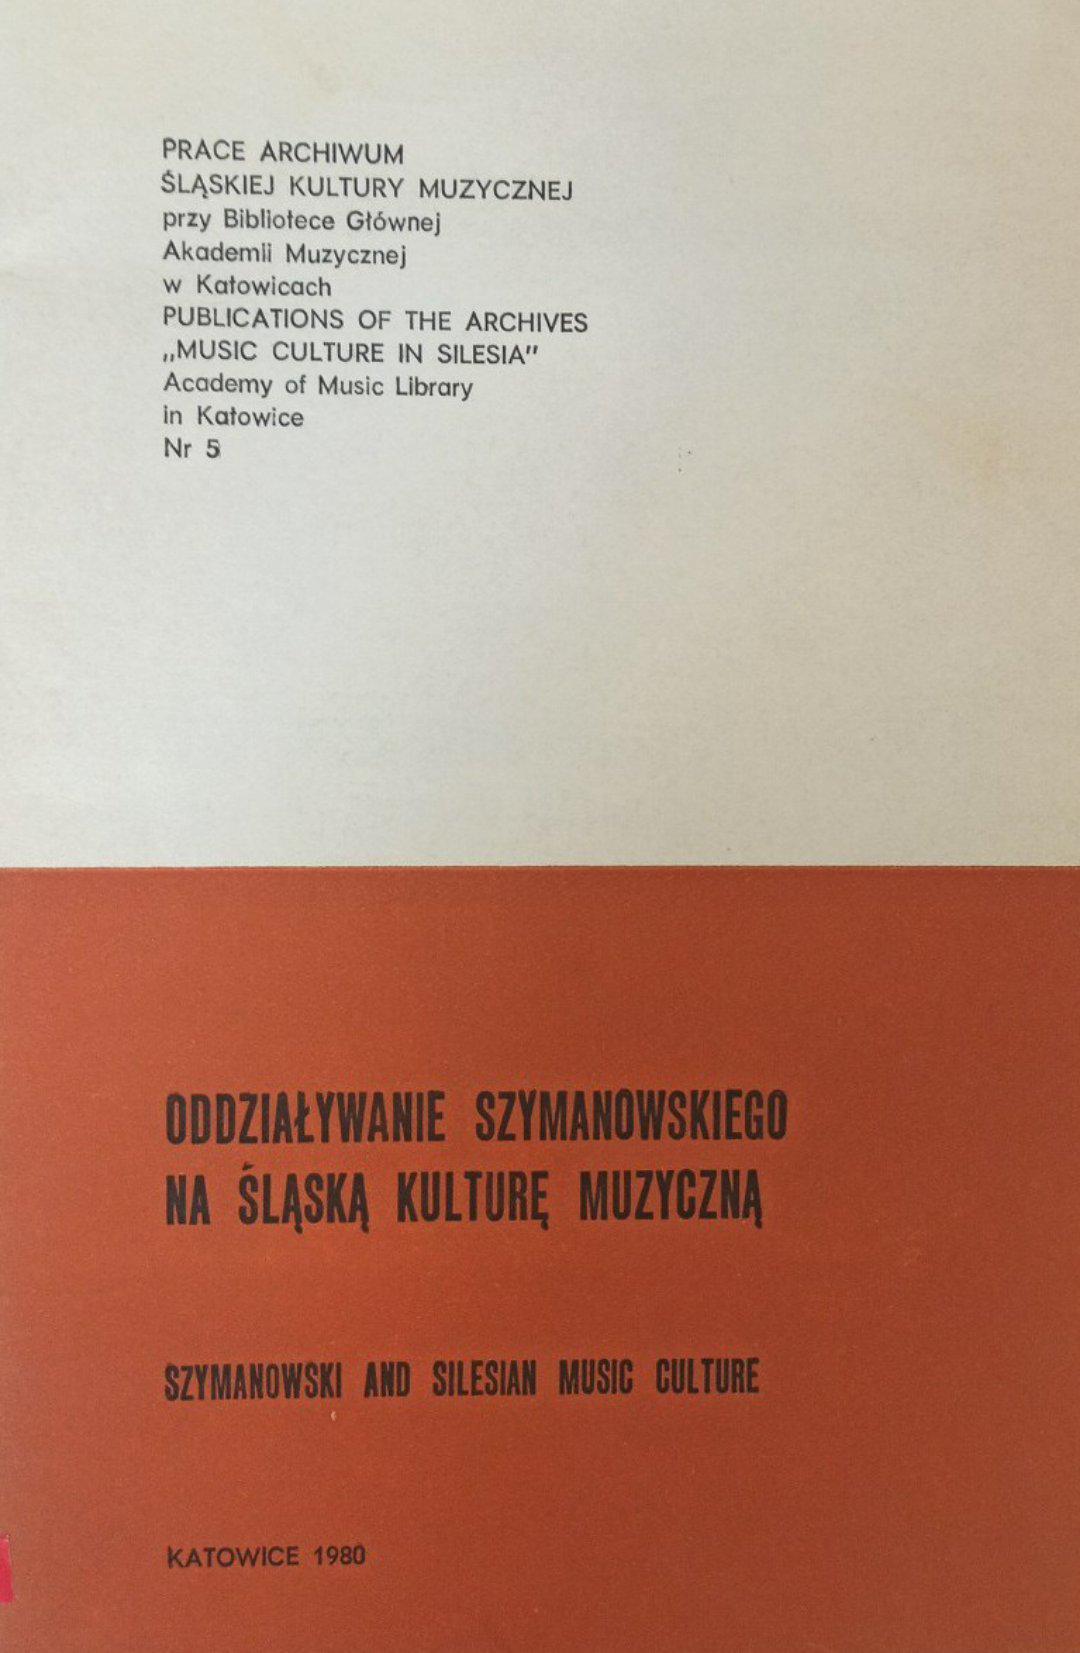 PRACE ARCHIWUM
ŚLĄSKIEJ KULTURY MUZYCZNEJ
przy Bibliotece Głównej
Akademii Muzycznej
w Katowicach
PUBLICATIONS OF THE ARCHIVES
„MUSIC CULTURE IN SILESIA”
Academy of Music Library
in Katowice
Nr 5
ODDZIAŁYWANIE SZYMANOWSKIEGO
NA ŚLĄSKĄ KULTURĘ MUZYCZNĄ
SZYMANOWSKI AND SILESIAN MUSIC CULTURE
KATOWICE 1980